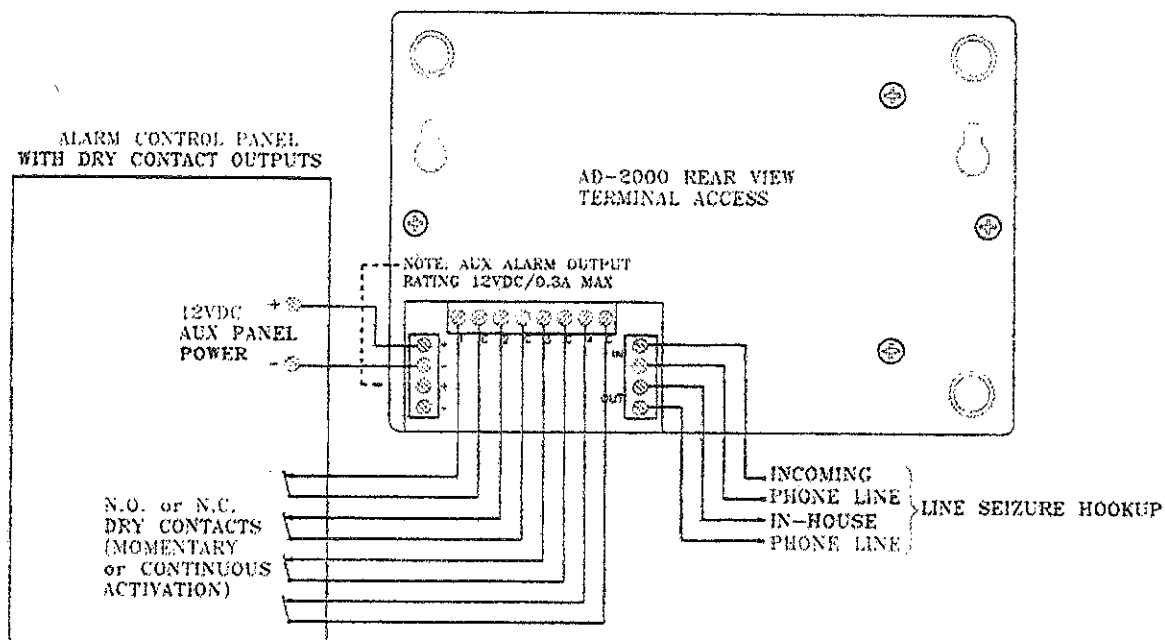 ALARM CONTROL PANEL
WITH DRY CONTACT OUTPUTS
AD-2000 REAR VIEW
TERMINAL ACCESS
NOTE: AUX ALARM OUTPUT
RATING 12VDC/0.3A MAX
+
12VDC
AUX PANEL
POWER
-
+
-
+
-
IN
OUT
N.O. or N.C.
DRY CONTACTS
(MOMENTARY
or CONTINUOUS
ACTIVATION)
INCOMING
PHONE LINE
IN-HOUSE
PHONE LINE
LINE SEIZURE HOOKUP